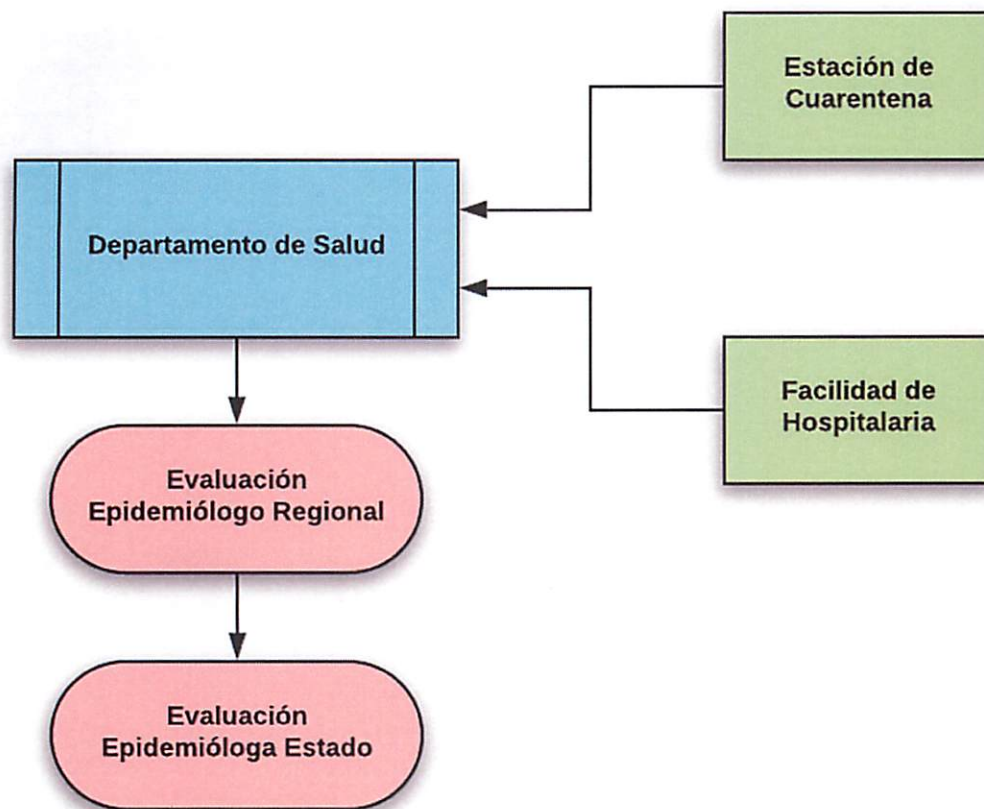 Estación de
Cuarentena
Departamento de Salud
Facilidad de
Hospitalaria
Evaluación
Epidemiólogo Regional
Evaluación
Epidemióloga Estado